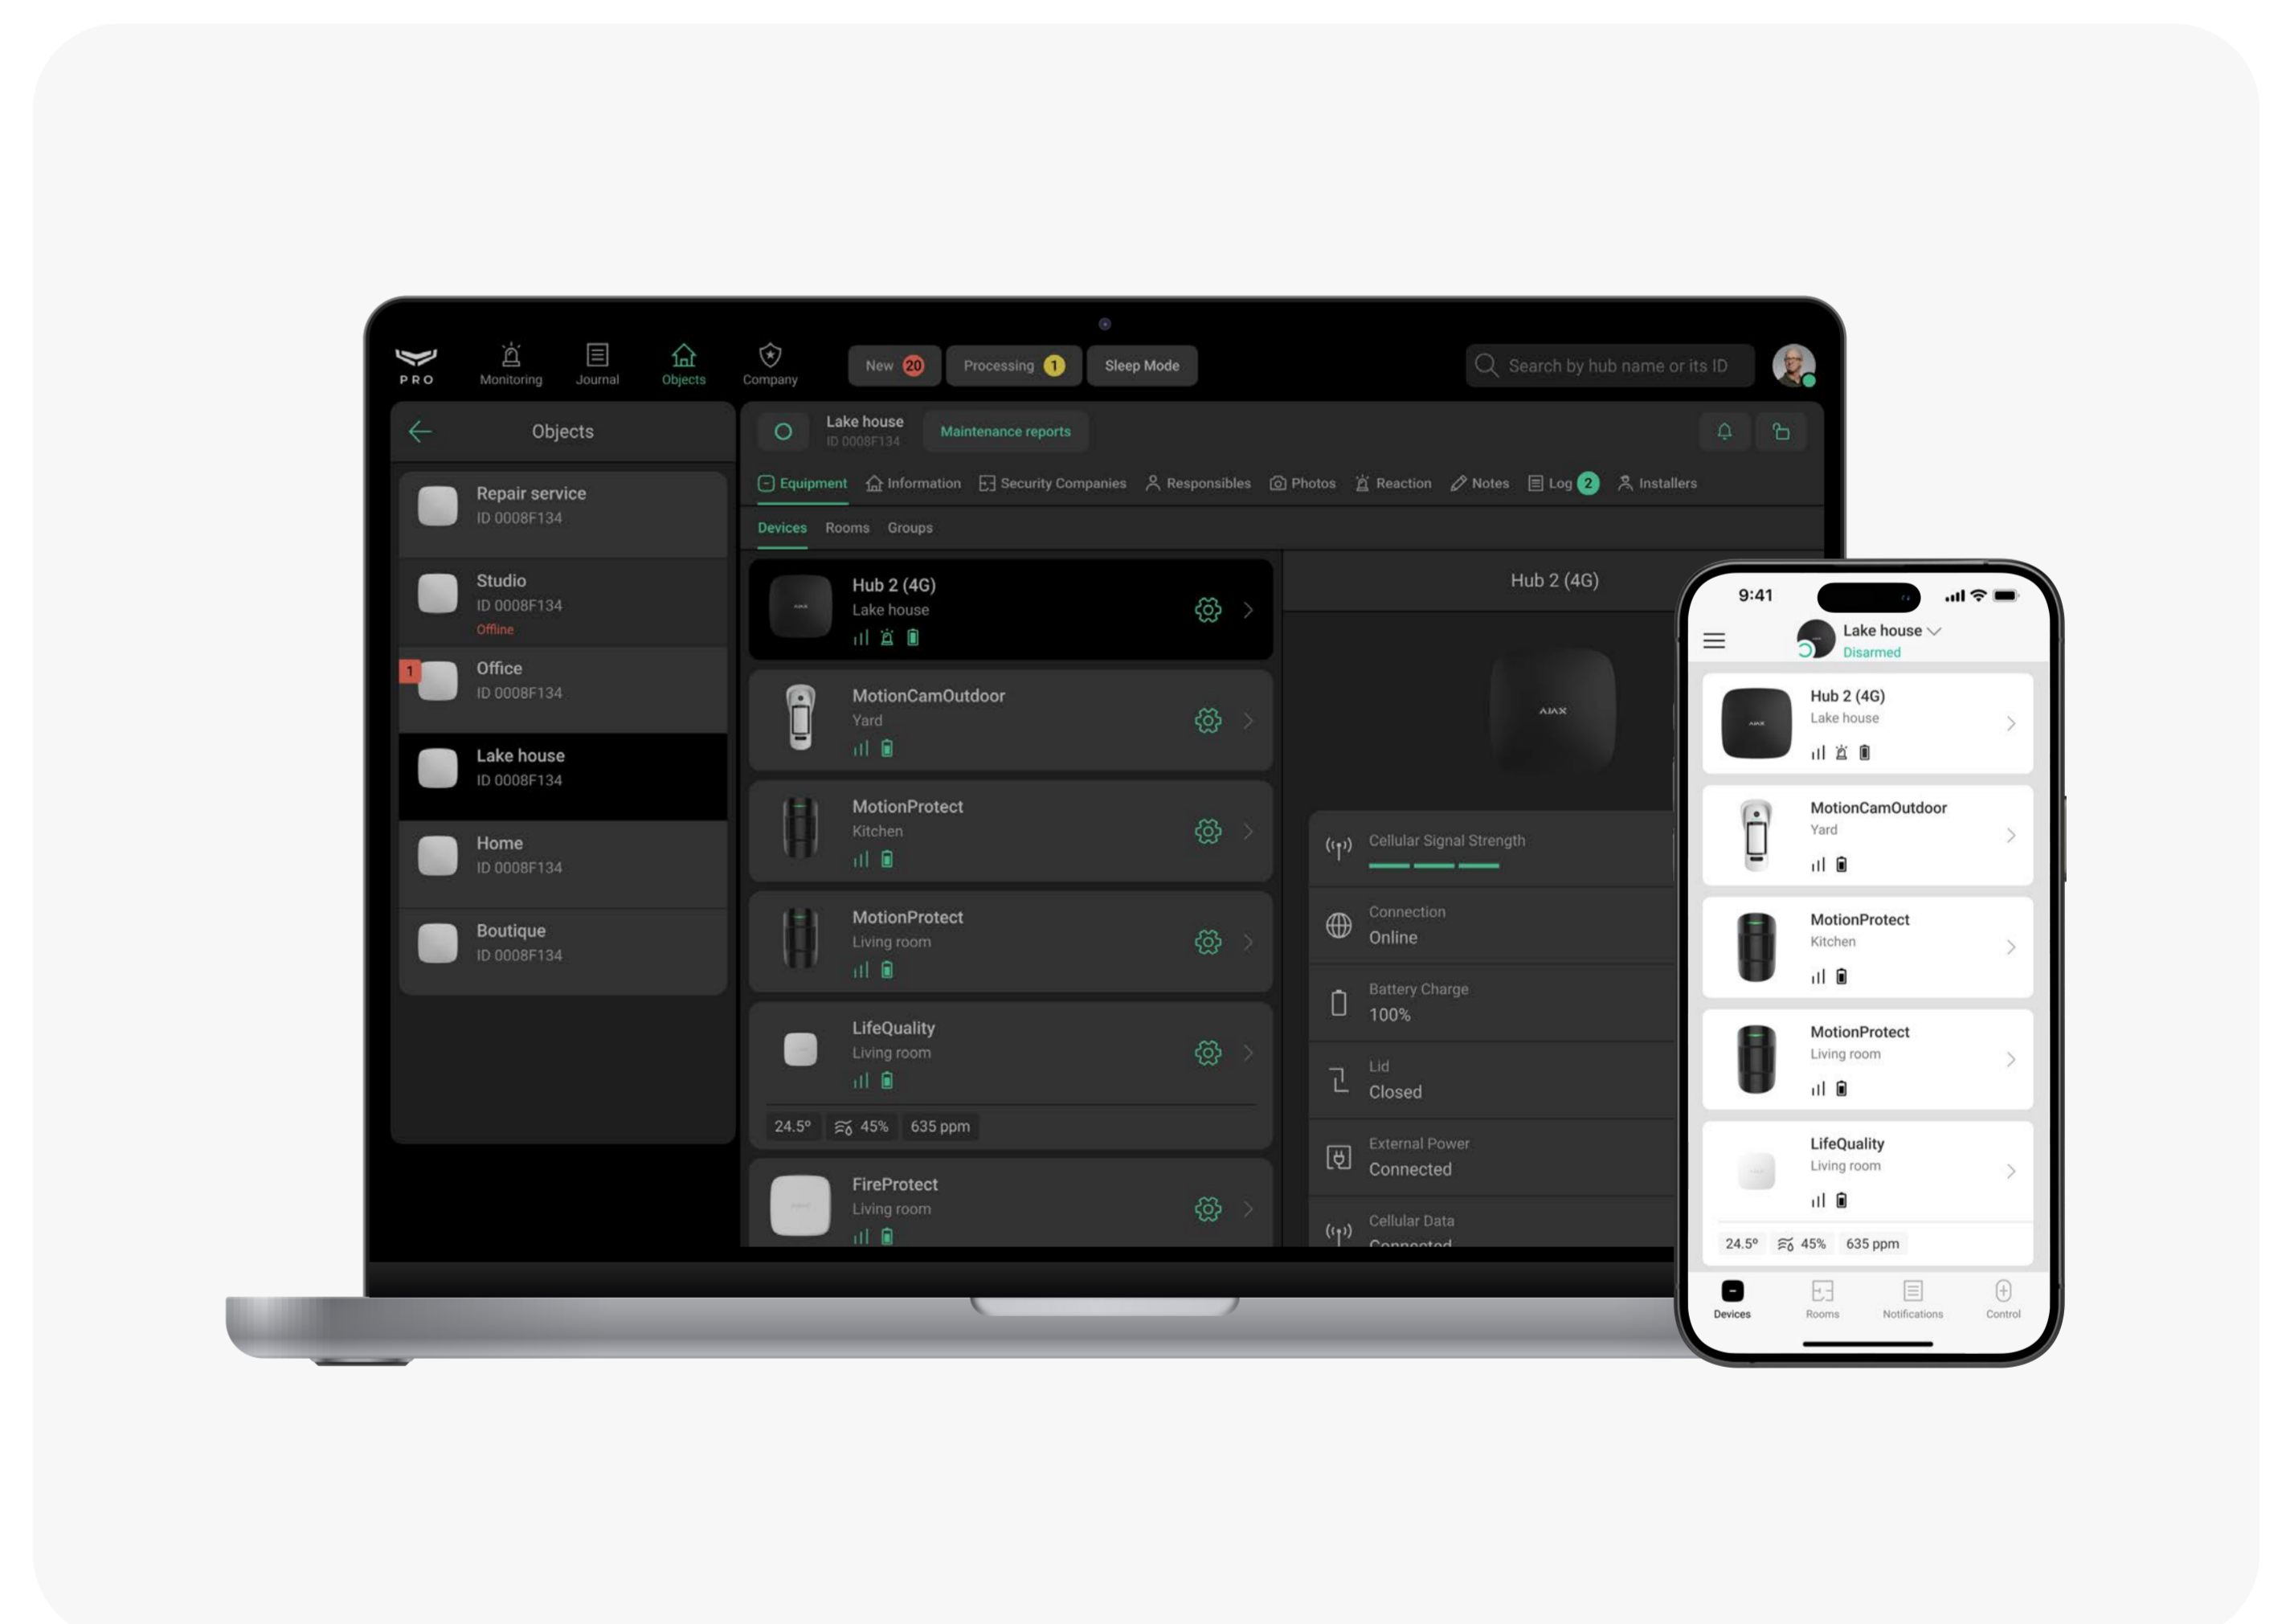 PRO
Monitoring
Journal
Objects
Company
New 20
Processing 1
Sleep Mode
Search by hub name or its ID
Objects
Repair service
ID 0008F134
Studio
ID 0008F134
Offline
1
Office
ID 0008F134
Lake house
ID 0008F134
Home
ID 0008F134
Boutique
ID 0008F134
Lake house
ID 0008F134
Maintenance reports
Equipment Information Security Companies Responsibles Photos Reaction Notes Log 2 Installers
Devices Rooms Groups
AJAX
Hub 2 (4G)
Lake house
MotionCamOutdoor
Yard
MotionProtect
Kitchen
MotionProtect
Living room
LifeQuality
Living room
24.5° 45% 635 ppm
FireProtect
Living room
Hub 2 (4G)
AJAX
Cellular Signal Strength
Connection
Online
Battery Charge
100%
Lid
Closed
External Power
Connected
Cellular Data
Connected
9:41
Lake house
Disarmed
AJAX
Hub 2 (4G)
Lake house
MotionCamOutdoor
Yard
MotionProtect
Kitchen
MotionProtect
Living room
LifeQuality
Living room
24.5° 45% 635 ppm
Devices
Rooms
Notifications
Control